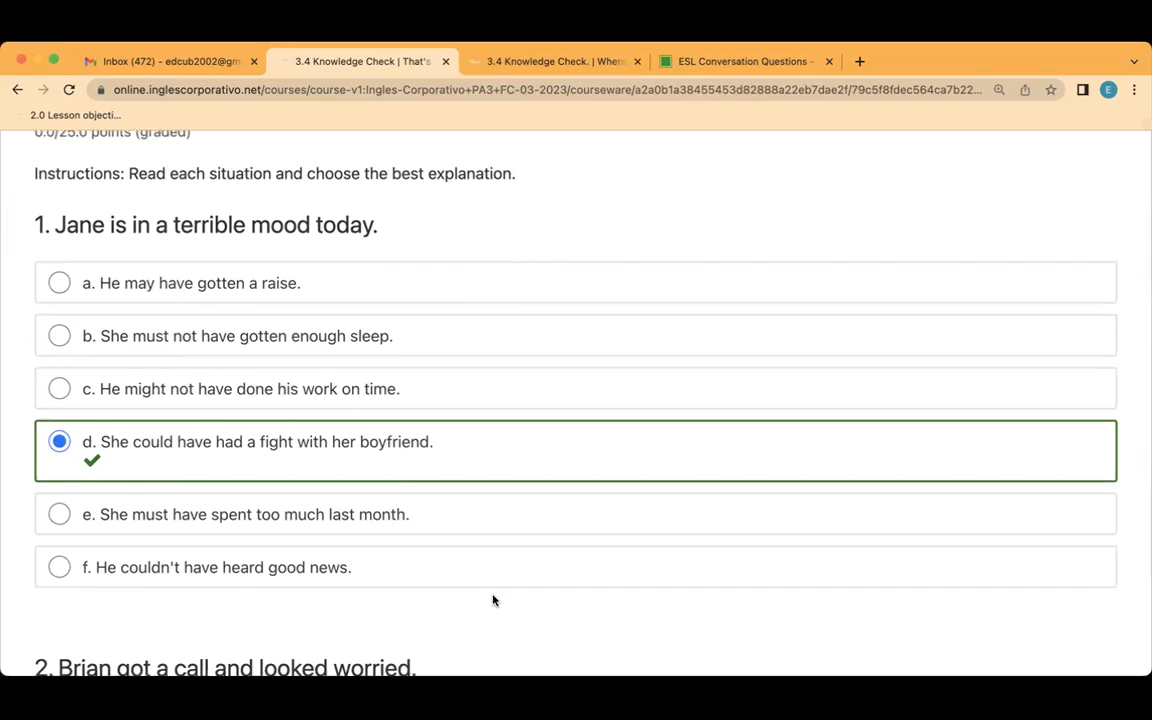 Inbox (472) - edcub2002@gm
3.4 Knowledge Check | That's
3.4 Knowledge Check. | Where
ESL Conversation Questions -
online.inglescorporativo.net/courses/course-v1:Ingles-Corporativo+PA3+FC-03-2023/courseware/a2a0b1a38455453d82888a22eb7dae2f/79c5f8fdec564ca7b22...
E
2.0 Lesson objecti...
0.0/25.0 points (graded)
Instructions: Read each situation and choose the best explanation.
1. Jane is in a terrible mood today.
a. He may have gotten a raise.
b. She must not have gotten enough sleep.
c. He might not have done his work on time.
d. She could have had a fight with her boyfriend.
e. She must have spent too much last month.
f. He couldn't have heard good news.
2. Brian got a call and looked worried.